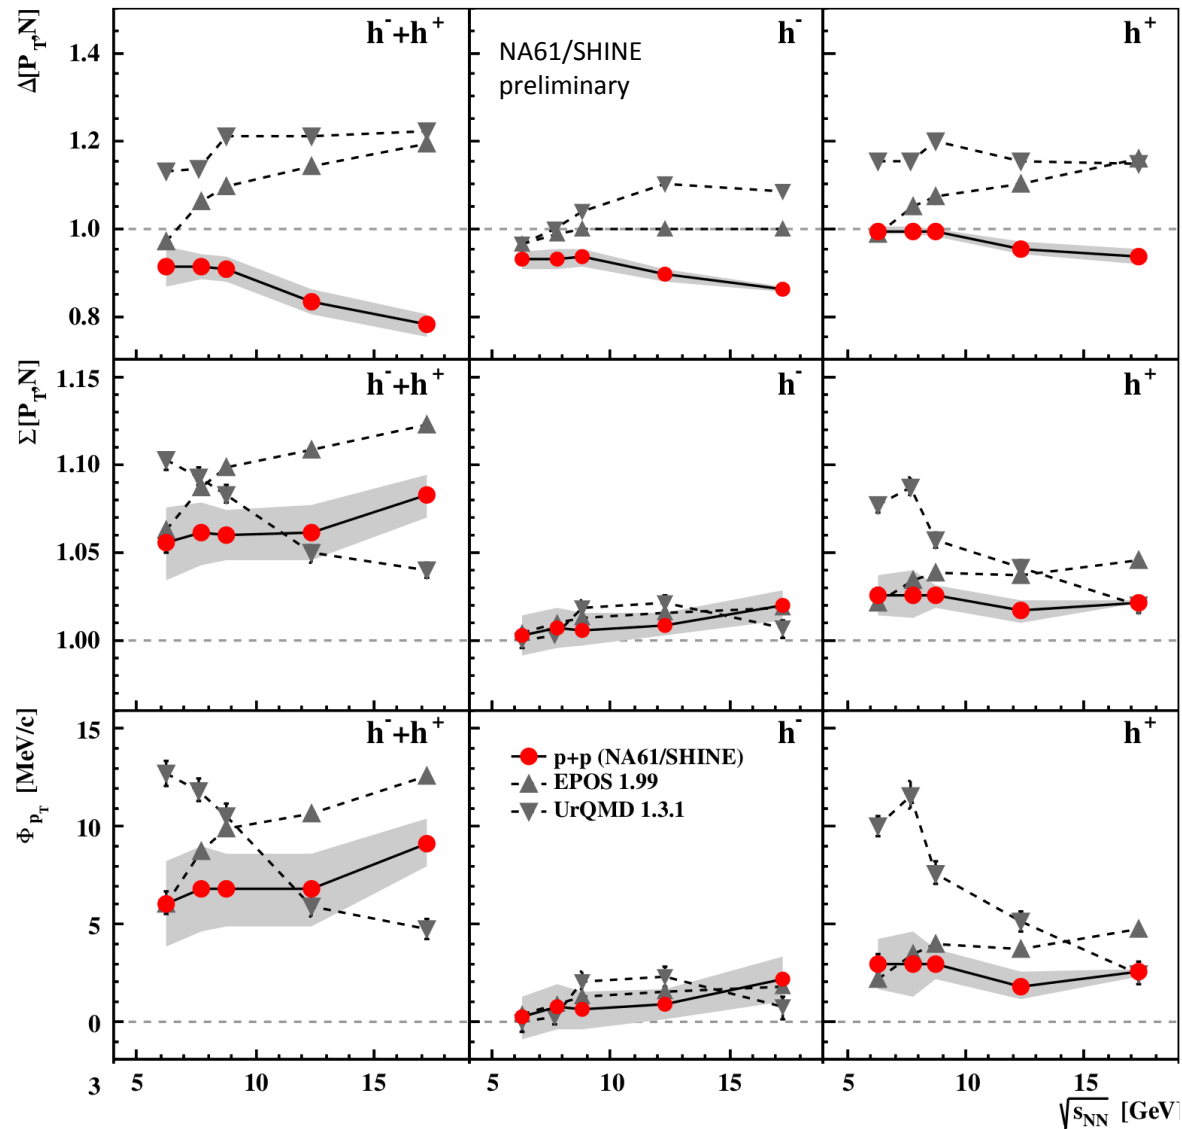 Δ[P_T,N]
h⁻+h⁺
h⁻
h⁺
NA61/SHINE
preliminary
1.4
1.2
1.0
0.8
Σ[P_T,N]
h⁻+h⁺
h⁻
h⁺
1.15
1.10
1.05
1.00
Φ_{p_T} [MeV/c]
h⁻+h⁺
h⁻
h⁺
15
10
5
0
p+p (NA61/SHINE)
EPOS 1.99
UrQMD 1.3.1
3
5 10 15
5 10 15
5 10 15
√s_NN [GeV]